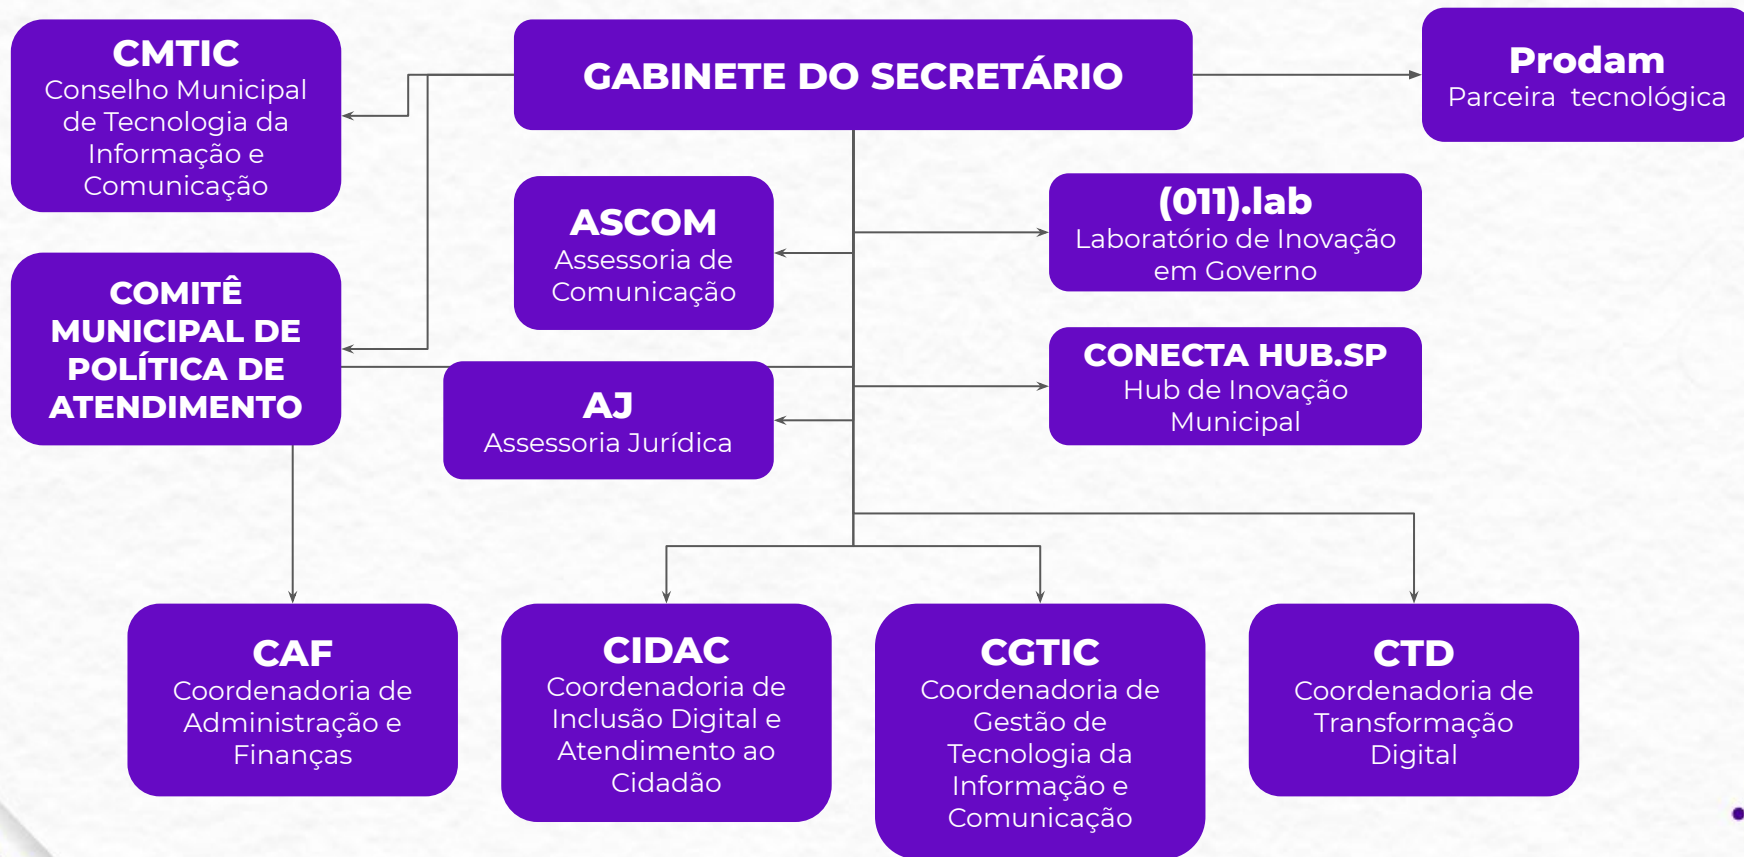 CMTIC
Conselho Municipal
de Tecnologia da
Informação e
Comunicação
GABINETE DO SECRETÁRIO
Prodam
Parceira tecnológica
ASCOM
Assessoria de
Comunicação
(011).lab
Laboratório de Inovação
em Governo
COMITÊ
MUNICIPAL DE
POLÍTICA DE
ATENDIMENTO
AJ
Assessoria Jurídica
CONECTA HUB.SP
Hub de Inovação
Municipal
CAF
Coordenadoria de
Administração e
Finanças
CIDAC
Coordenadoria de
Inclusão Digital e
Atendimento ao
Cidadão
CGTIC
Coordenadoria de
Gestão de
Tecnologia da
Informação e
Comunicação
CTD
Coordenadoria de
Transformação
Digital